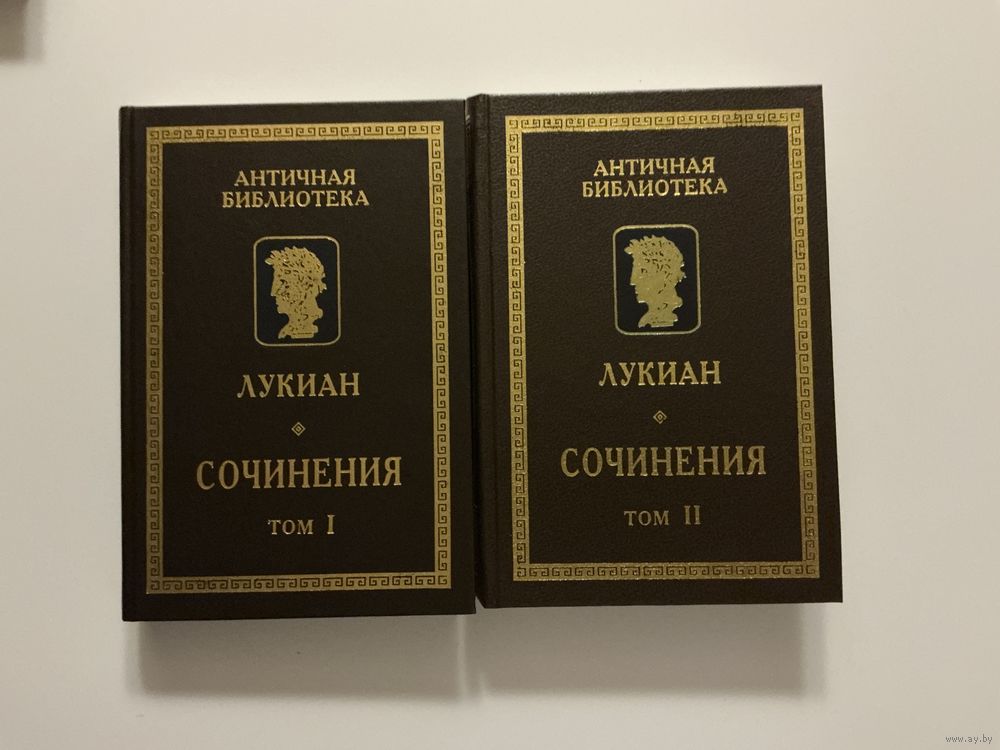 АНТИЧНАЯ
БИБЛИОТЕКА
ЛУКИАН
СОЧИНЕНИЯ
ТОМ I
АНТИЧНАЯ
БИБЛИОТЕКА
ЛУКИАН
СОЧИНЕНИЯ
ТОМ II
www.ay.by